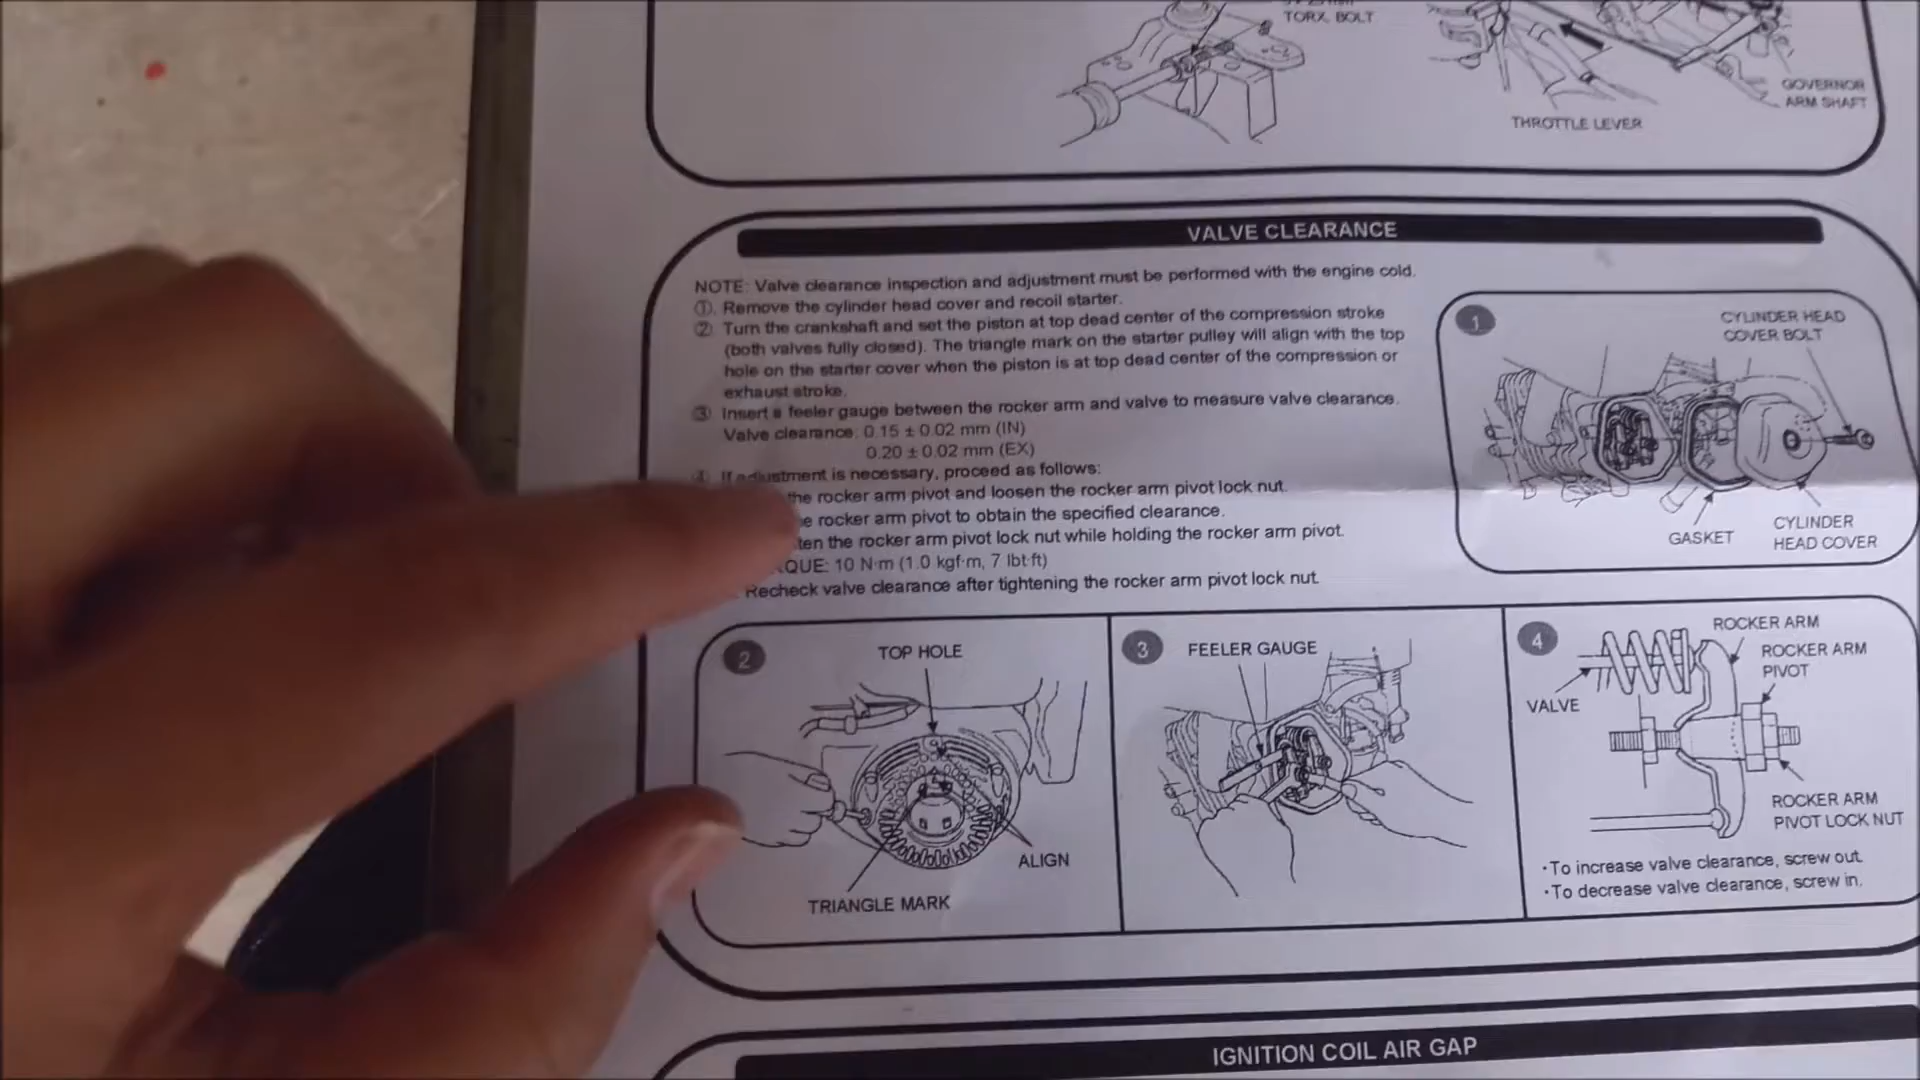 TORX BOLT
GOVERNOR
ARM SHAFT
THROTTLE LEVER
VALVE CLEARANCE
NOTE: Valve clearance inspection and adjustment must be performed with the engine cold.
①. Remove the cylinder head cover and recoil starter.
② Turn the crankshaft and set the piston at top dead center of the compression stroke
(both valves fully closed). The triangle mark on the starter pulley will align with the top
hole on the starter cover when the piston is at top dead center of the compression or
exhaust stroke.
③ Insert a feeler gauge between the rocker arm and valve to measure valve clearance.
Valve clearance: 0.15 ± 0.02 mm (IN)
0.20 ± 0.02 mm (EX)
④ If adjustment is necessary, proceed as follows:
the rocker arm pivot and loosen the rocker arm pivot lock nut.
rocker arm pivot to obtain the specified clearance.
the rocker arm pivot lock nut while holding the rocker arm pivot.
10 N·m (1.0 kgf·m, 7 lbt·ft)
Recheck valve clearance after tightening the rocker arm pivot lock nut.
1
CYLINDER HEAD
COVER BOLT
GASKET
CYLINDER
HEAD COVER
2
TOP HOLE
ALIGN
TRIANGLE MARK
3
FEELER GAUGE
4
ROCKER ARM
ROCKER ARM
PIVOT
VALVE
ROCKER ARM
PIVOT LOCK NUT
·To increase valve clearance, screw out.
·To decrease valve clearance, screw in.
IGNITION COIL AIR GAP